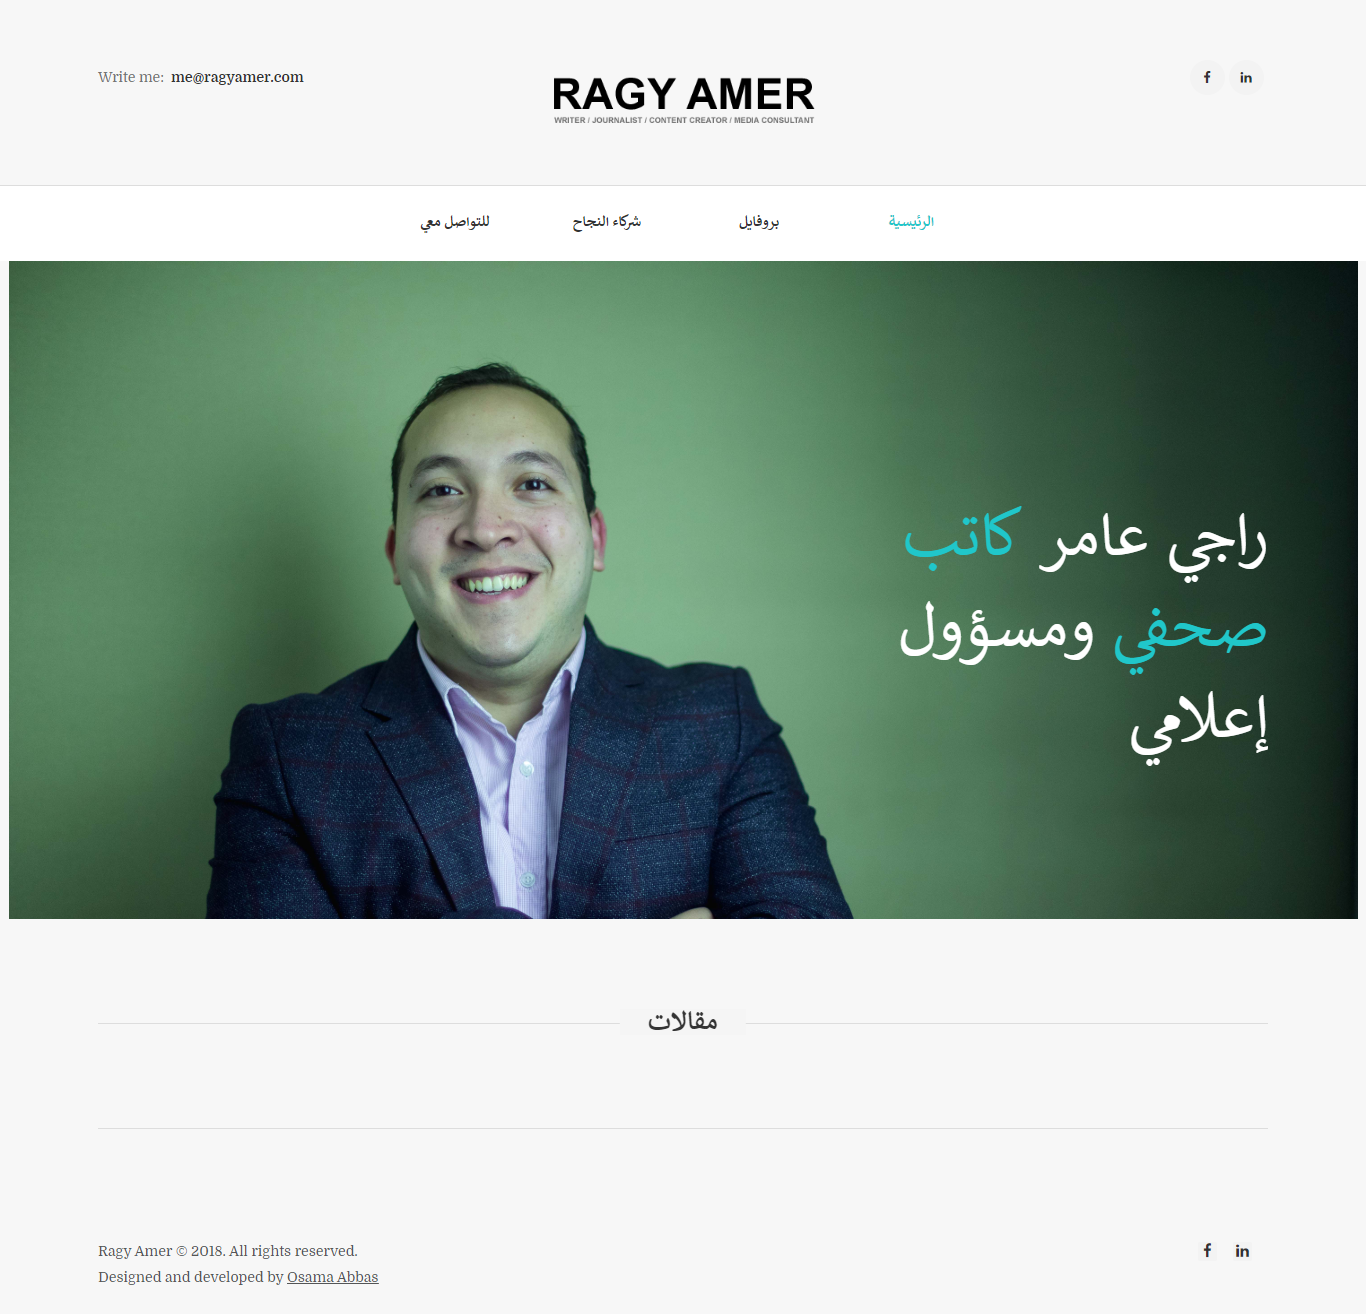 Write me: me@ragyamer.com
RAGY AMER
WRITER / JOURNALIST / CONTENT CREATOR / MEDIA CONSULTANT
f in
الرئيسية بروفايل شركاء النجاح للتواصل معي
راجي عامر كاتب
صحفي ومسؤول
إعلامي
مقالات
Ragy Amer © 2018. All rights reserved.
Designed and developed by Osama Abbas
f in